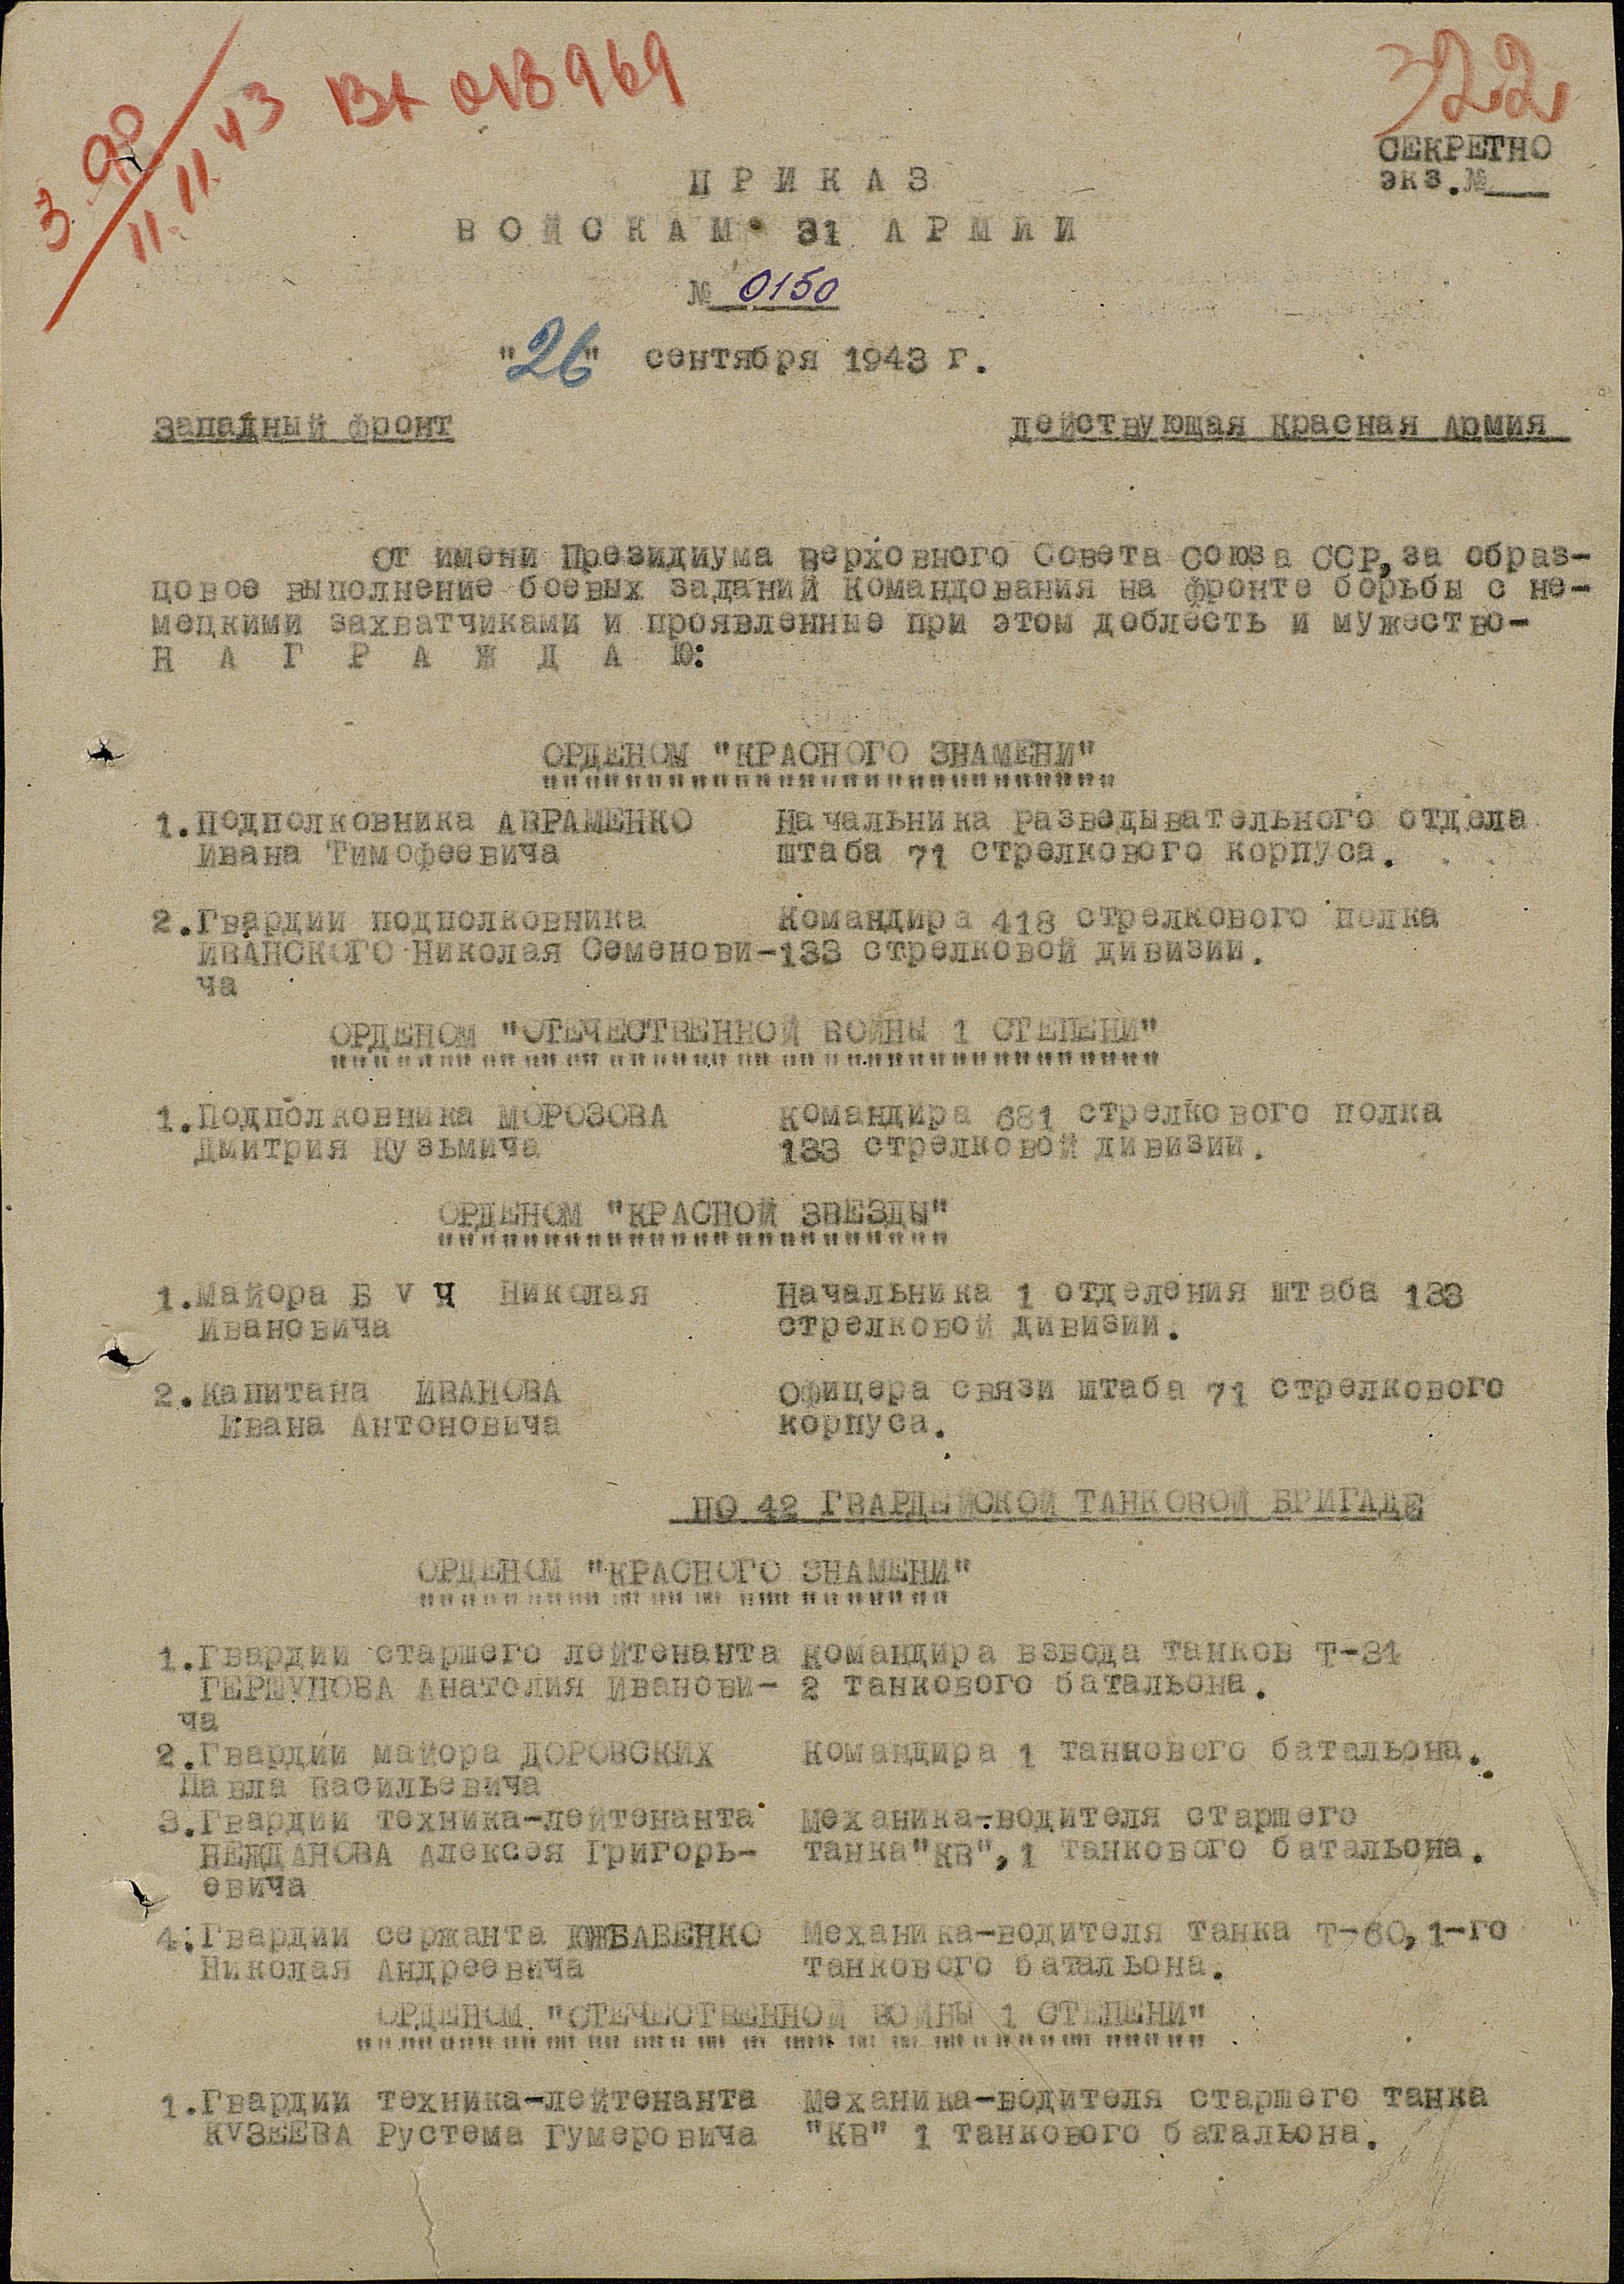 322
СЕКРЕТНО
экз.№
П Р И К А З
В О Й С К А М 31 А Р М И И
№ 0150
"26" сентября 1943 г.
Западный фронт Действующая Красная Армия
От имени Президиума Верховного Совета Союза ССР, за образ-
цовое выполнение боевых заданий Командования на фронте борьбы с не-
мецкими захватчиками и проявленные при этом доблесть и мужество-
Н А Г Р А Ж Д А Ю:
ОРДЕНОМ "КРАСНОГО ЗНАМЕНИ"
1.Подполковника АВРАМЕНКО Начальника разведывательного отдела
Ивана Тимофеевича штаба 71 стрелкового корпуса.
2.Гвардии подполковника Командира 418 стрелкового полка
ИВАНСКОГО Николая Семенови-133 стрелковой дивизии.
ча
ОРДЕНОМ "ОТЕЧЕСТВЕННОЙ ВОЙНЫ 1 СТЕПЕНИ"
1.Подполковника МОРОЗОВА Командира 681 стрелкового полка
Дмитрия Кузьмича 133 стрелковой дивизии.
ОРДЕНОМ "КРАСНОЙ ЗВЕЗДЫ"
1.Майора Б У Ч Николая Начальника 1 отделения штаба 133
Ивановича стрелковой дивизии.
2.Капитана ИВАНОВА Офицера связи штаба 71 стрелкового
Ивана Антоновича корпуса.
ПО 42 ГВАРДЕЙСКОЙ ТАНКОВОЙ БРИГАДЕ
ОРДЕНОМ "КРАСНОГО ЗНАМЕНИ"
1.Гвардии старшего лейтенанта Командира взвода танков Т-34
ГЕРШУНОВА Анатолия Иванови- 2 танкового батальона.
ча
2.Гвардии майора ДОРОВСКИХ Командира 1 танкового батальона.
Павла Васильевича
3.Гвардии техника-лейтенанта Механика-водителя старшего
НЕЖДАНОВА Алексея Григорь- танка"КВ",1 танкового батальона.
евича
4.Гвардии сержанта БАБЕНКО Механика-водителя танка Т-60,1-го
Николая Андреевича танкового батальона.
ОРДЕНОМ "ОТЕЧЕСТВЕННОЙ ВОЙНЫ 1 СТЕПЕНИ"
1.Гвардии техника-лейтенанта Механика-водителя старшего танка
КУЗЕЕВА Рустема Гумеровича "КВ" 1 танкового батальона.